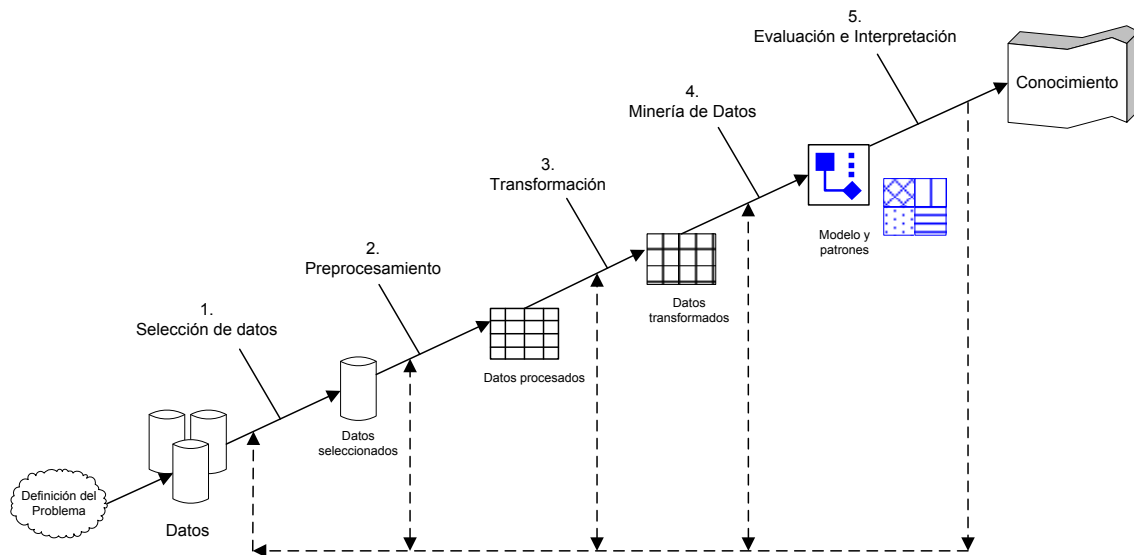 5.
Evaluación e Interpretación
Conocimiento
4.
Minería de Datos
3.
Transformación
Modelo y
patrones
2.
Preprocesamiento
Datos
transformados
1.
Selección de datos
Datos procesados
Datos
seleccionados
Definición del
Problema
Datos